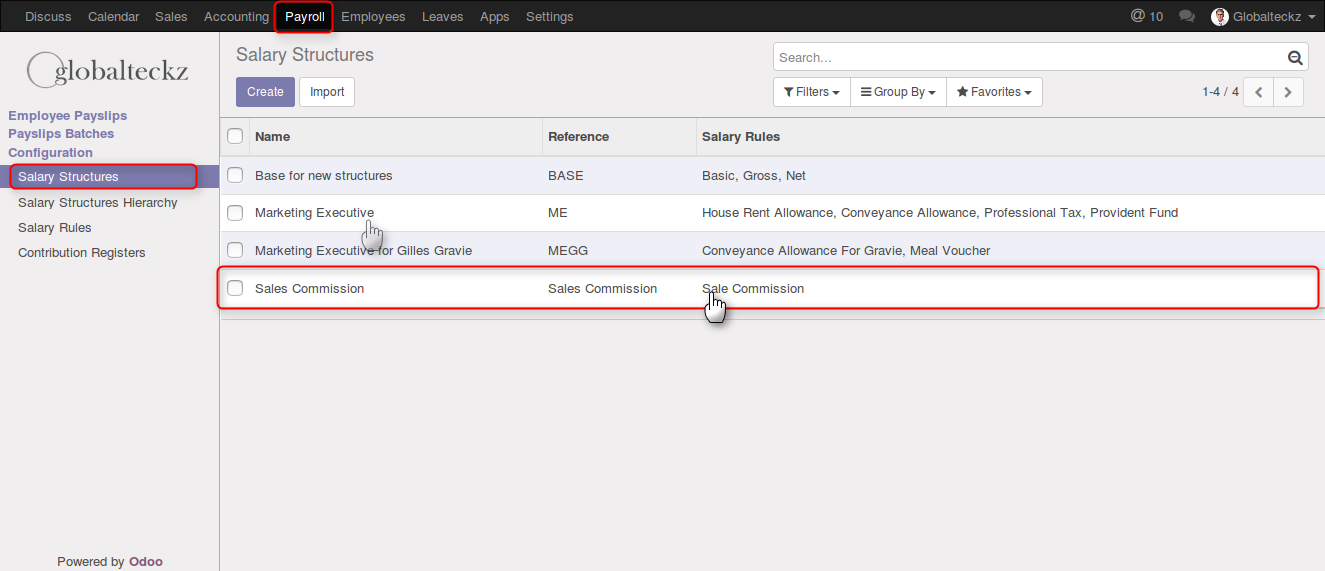 Discuss Calendar Sales Accounting Payroll Employees Leaves Apps Settings @ 10 Globalteckz
globalteckz
Employee Payslips
Payslips Batches
Configuration
Salary Structures
Salary Structures Hierarchy
Salary Rules
Contribution Registers
Powered by Odoo
Salary Structures
Search...
Create Import
Filters Group By Favorites
1-4 / 4
Name Reference Salary Rules
Base for new structures BASE Basic, Gross, Net
Marketing Executive ME House Rent Allowance, Conveyance Allowance, Professional Tax, Provident Fund
Marketing Executive for Gilles Gravie MEGG Conveyance Allowance For Gravie, Meal Voucher
Sales Commission Sales Commission Sale Commission